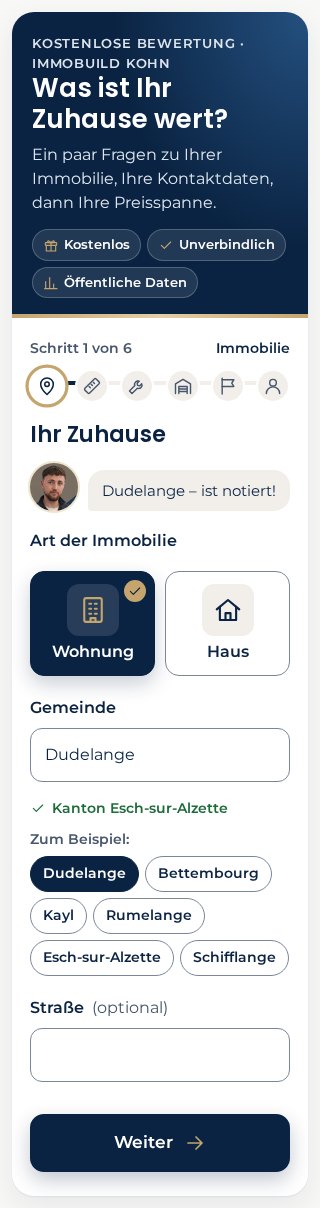 KOSTENLOSE BEWERTUNG ·
IMMOBUILD KOHN
Was ist Ihr
Zuhause wert?
Ein paar Fragen zu Ihrer
Immobilie, Ihre Kontaktdaten,
dann Ihre Preisspanne.
Kostenlos Unverbindlich
Öffentliche Daten
Schritt 1 von 6 Immobilie
Ihr Zuhause
Dudelange – ist notiert!
Art der Immobilie
Wohnung Haus
Gemeinde
Dudelange
Kanton Esch-sur-Alzette
Zum Beispiel:
Dudelange Bettembourg
Kayl Rumelange
Esch-sur-Alzette Schifflange
Straße (optional)
Weiter